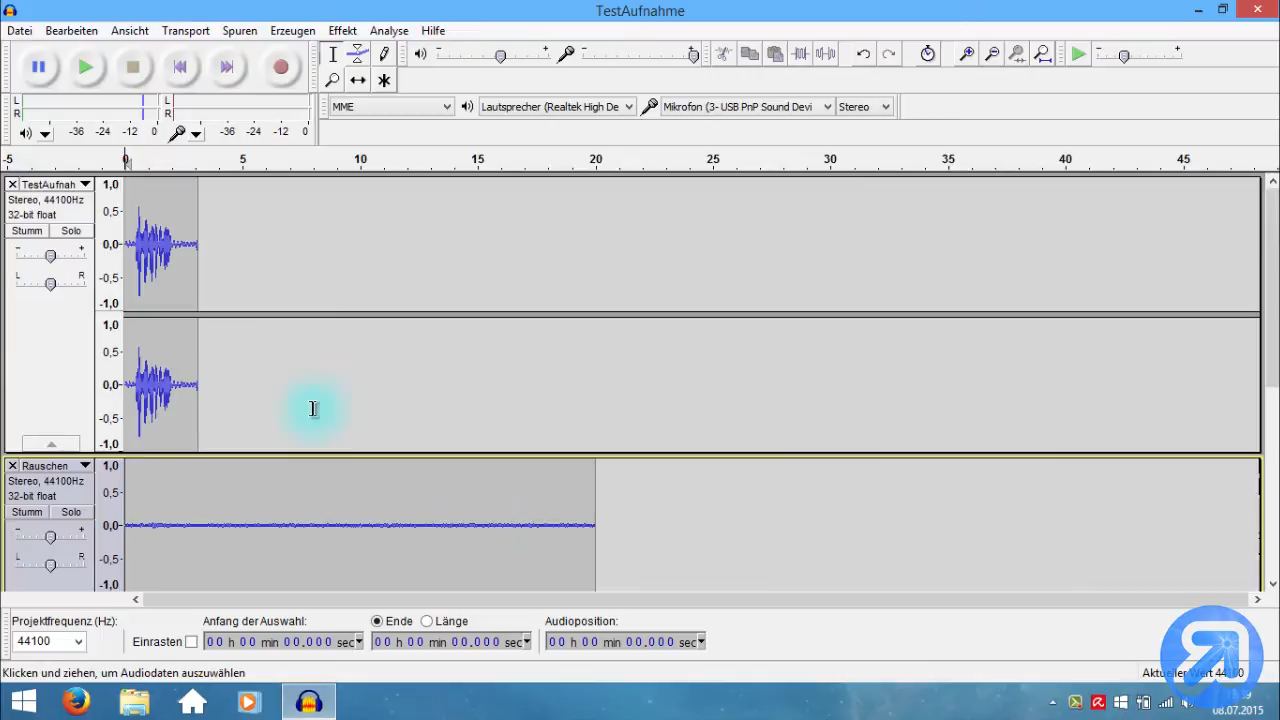 TestAufnahme
Datei Bearbeiten Ansicht Transport Spuren Erzeugen Effekt Analyse Hilfe
L L
R R
-36 -24 -12 0 -36 -24 -12 0
MME Lautsprecher (Realtek High De Mikrofon (3- USB PnP Sound Devi Stereo
-5 0 5 10 15 20 25 30 35 40 45
TestAufnah
Stereo, 44100Hz
32-bit float
Stumm Solo
- +
L R
1,0
0,5
0,0
-0,5
-1,0
1,0
0,5
0,0
-0,5
-1,0
Rauschen
Stereo, 44100Hz
32-bit float
Stumm Solo
- +
L R
1,0
0,5
0,0
-0,5
-1,0
Projektfrequenz (Hz): Anfang der Auswahl: Ende Länge Audioposition:
44100 Einrasten 00 h 00 min 00.000 sec 00 h 00 min 00.000 sec 00 h 00 min 00.000 sec
Klicken und ziehen, um Audiodaten auszuwählen
08.07.2015